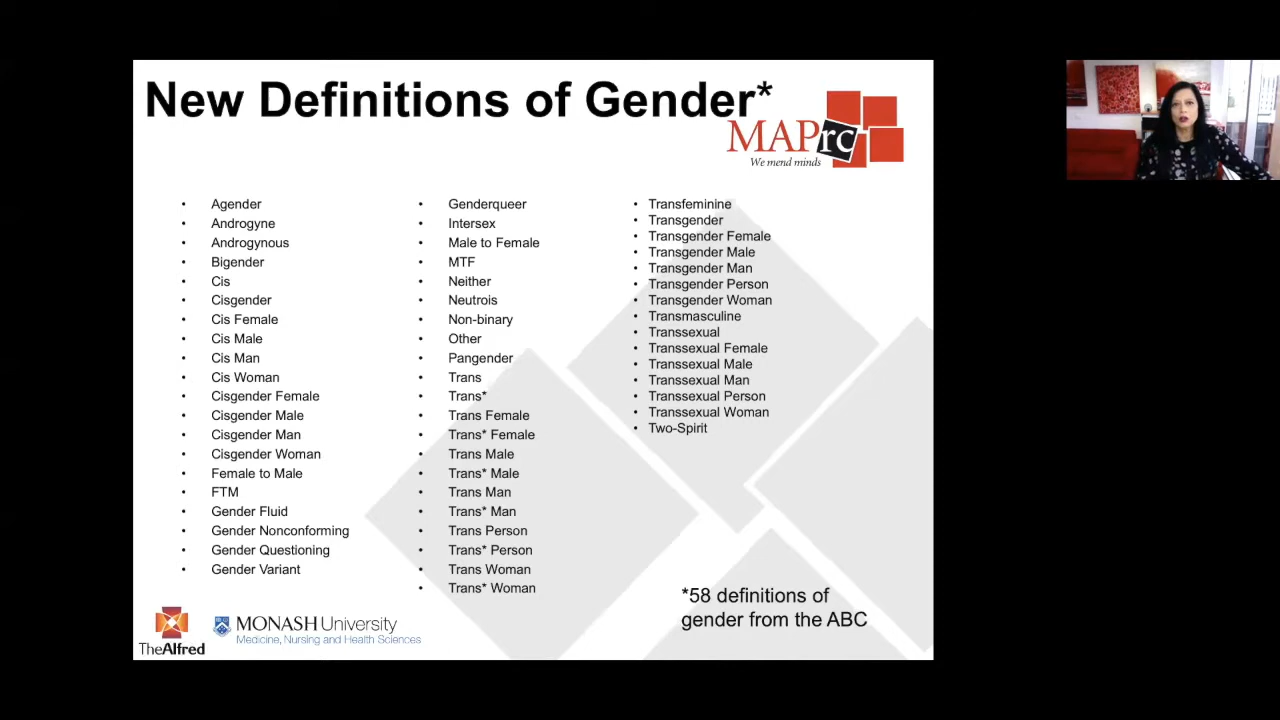 New Definitions of Gender*
MAPrc
We mend minds
Agender
Androgyne
Androgynous
Bigender
Cis
Cisgender
Cis Female
Cis Male
Cis Man
Cis Woman
Cisgender Female
Cisgender Male
Cisgender Man
Cisgender Woman
Female to Male
FTM
Gender Fluid
Gender Nonconforming
Gender Questioning
Gender Variant
Genderqueer
Intersex
Male to Female
MTF
Neither
Neutrois
Non-binary
Other
Pangender
Trans
Trans*
Trans Female
Trans* Female
Trans Male
Trans* Male
Trans Man
Trans* Man
Trans Person
Trans* Person
Trans Woman
Trans* Woman
Transfeminine
Transgender
Transgender Female
Transgender Male
Transgender Man
Transgender Person
Transgender Woman
Transmasculine
Transsexual
Transsexual Female
Transsexual Male
Transsexual Man
Transsexual Person
Transsexual Woman
Two-Spirit
*58 definitions of
gender from the ABC
TheAlfred
MONASH University
Medicine, Nursing and Health Sciences